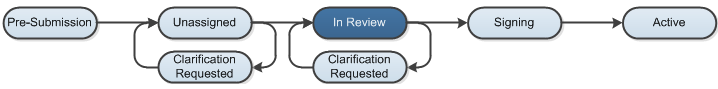 Pre-Submission
Unassigned
In Review
Signing
Active
Clarification
Requested
Clarification
Requested